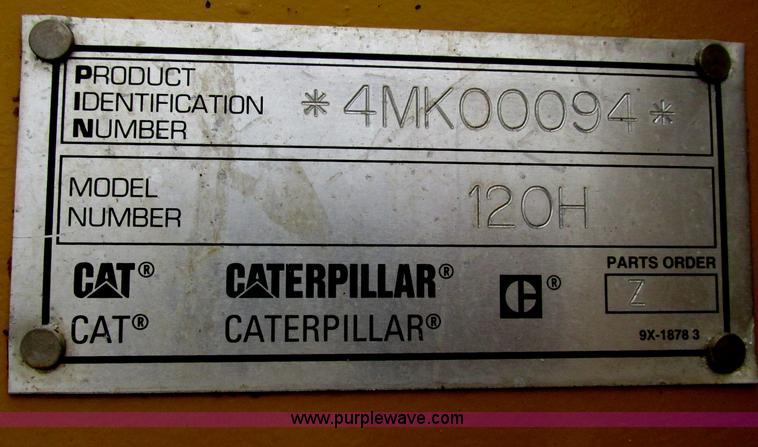 PRODUCT
IDENTIFICATION
NUMBER
*4MK00094*
MODEL
NUMBER
120H
CAT® CATERPILLAR® C®
CAT® CATERPILLAR®
PARTS ORDER
Z
9X-1878 3
www.purplewave.com